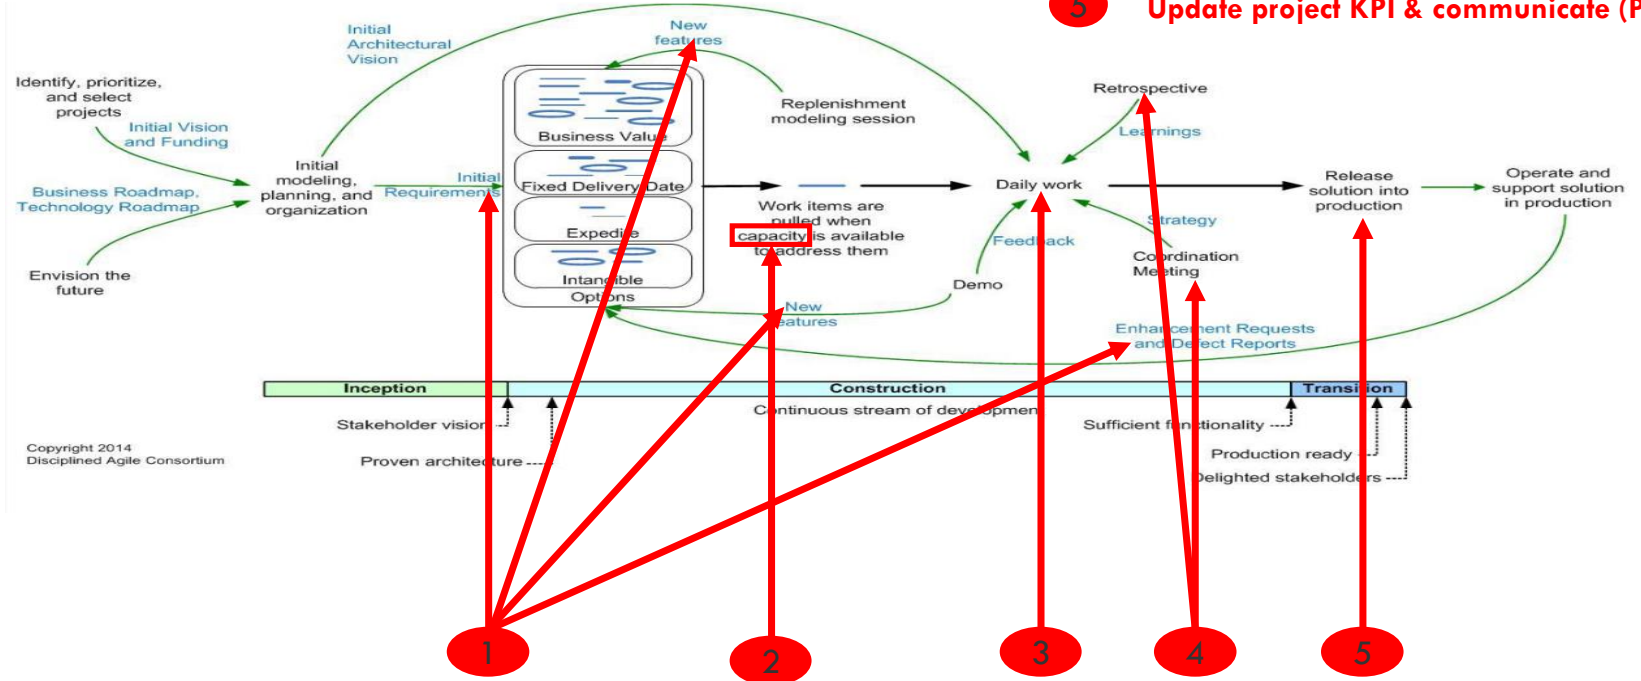 5 Update project KPI & communicate (P
Initial
Architectural
Vision
New
features
Identify, prioritize,
and select
projects
Initial Vision
and Funding
Business Roadmap,
Technology Roadmap
Envision the
future
Initial
modeling,
planning, and
organization
Initial
Requirements
Business Value
Fixed Delivery Date
Expedite
Intangible
Options
Replenishment
modeling session
Work items are
pulled when
capacity is available
to address them
New
features
Daily work
Feedback
Demo
Retrospective
Learnings
Strategy
Coordination
Meeting
Enhancement Requests
and Defect Reports
Release
solution into
production
Operate and
support solution
in production
Inception
Construction
Transition
Continuous stream of development
Stakeholder vision
Proven architecture
Sufficient functionality
Production ready
Delighted stakeholders
Copyright 2014
Disciplined Agile Consortium
1
2
3
4
5